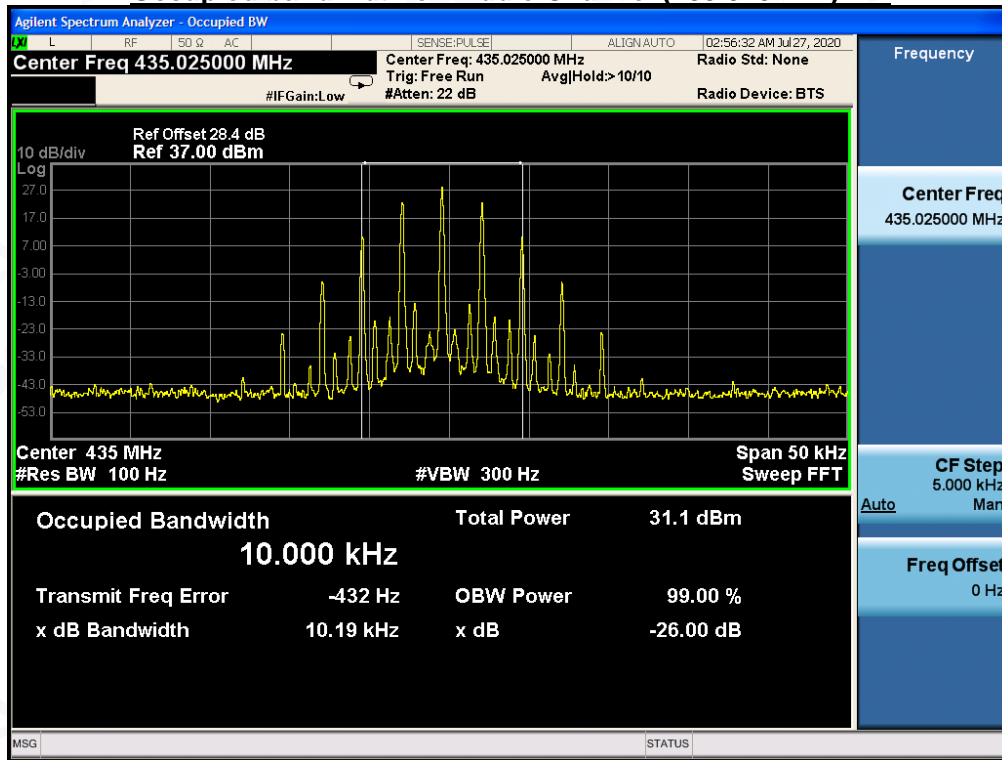 Agilent Spectrum Analyzer - Occupied BW
LXI L RF 50 Ω AC SENSE:PULSE ALIGN AUTO 02:56:32 AM Jul 27, 2020
Center Freq 435.025000 MHz
#IFGain:Low
Center Freq: 435.025000 MHz
Trig: Free Run Avg|Hold:> 10/10
#Atten: 22 dB
Radio Std: None
Radio Device: BTS
Ref Offset 28.4 dB
10 dB/div Ref 37.00 dBm
Log
27.0
17.0
7.00
-3.00
-13.0
-23.0
-33.0
-43.0
-53.0
Center 435 MHz Span 50 kHz
#Res BW 100 Hz #VBW 300 Hz Sweep FFT
Occupied Bandwidth Total Power 31.1 dBm
10.000 kHz
Transmit Freq Error -432 Hz OBW Power 99.00 %
x dB Bandwidth 10.19 kHz x dB -26.00 dB
MSG STATUS
Frequency
Center Freq
435.025000 MHz
CF Step
5.000 kHz
Auto Man
Freq Offset
0 Hz